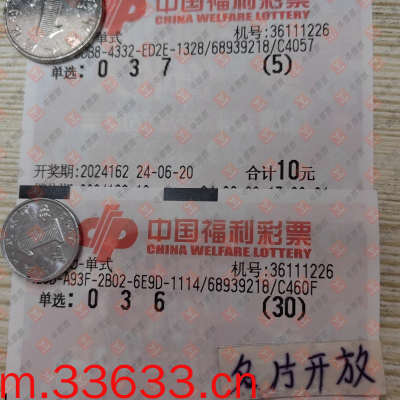 中国福利彩票
CHINA WELFARE LOTTERY
单式
机号:36111226
-4332-ED2E-1328/68939218/C4057
单选: 0 3 7 (5)
开奖期:2024162 24-06-20 合计10元
中国福利彩票
CHINA WELFARE LOTTERY
-单式
机号:36111226
-A93F-2B02-6E9D-1114/68939218/C460F
单选: 0 3 6 (30)
名片开放
m.33633.cn